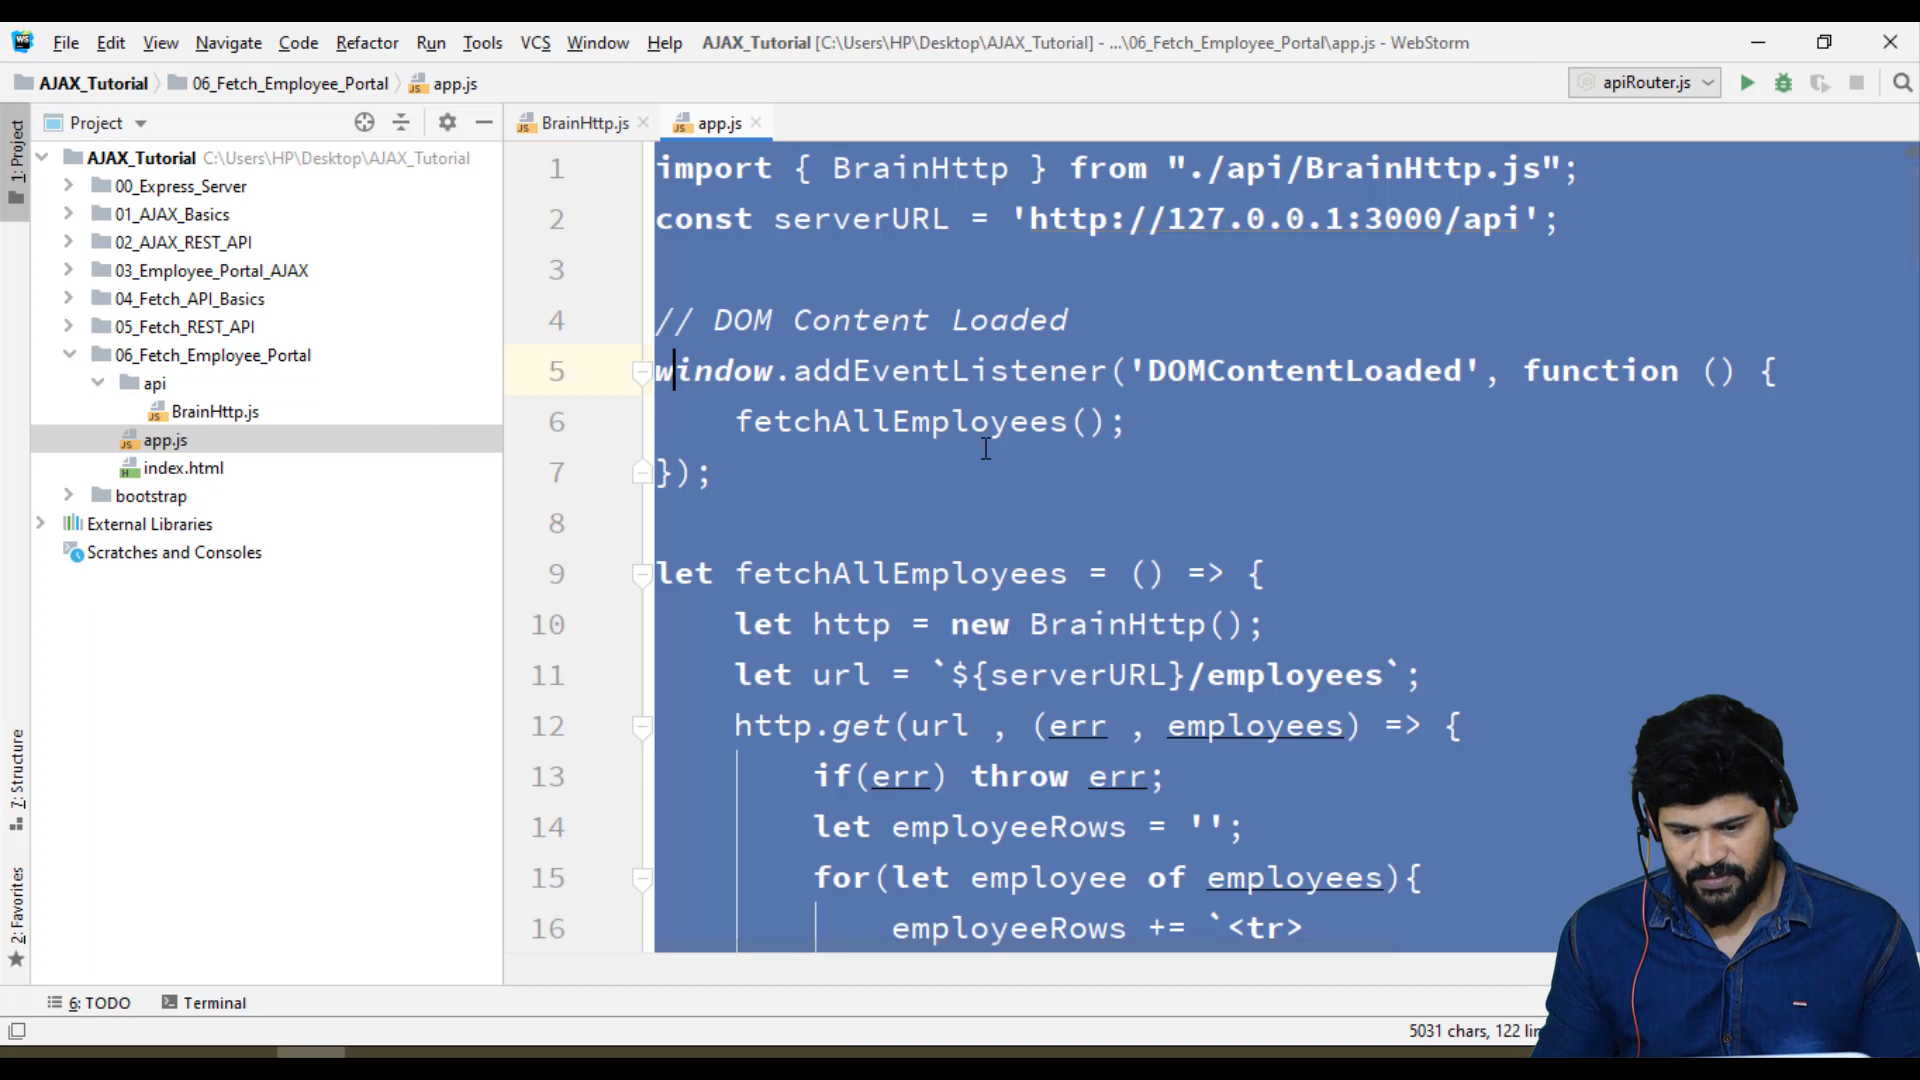 WS File Edit View Navigate Code Refactor Run Tools VCS Window Help AJAX_Tutorial [C:\Users\HP\Desktop\AJAX_Tutorial] - ...\06_Fetch_Employee_Portal\app.js - WebStorm
AJAX_Tutorial 06_Fetch_Employee_Portal app.js apiRouter.js
1: Project
Project
BrainHttp.js app.js
AJAX_Tutorial C:\Users\HP\Desktop\AJAX_Tutorial
00_Express_Server
01_AJAX_Basics
02_AJAX_REST_API
03_Employee_Portal_AJAX
04_Fetch_API_Basics
05_Fetch_REST_API
06_Fetch_Employee_Portal
api
BrainHttp.js
app.js
index.html
bootstrap
External Libraries
Scratches and Consoles
1 import { BrainHttp } from "./api/BrainHttp.js";
2 const serverURL = 'http://127.0.0.1:3000/api';
3
4 // DOM Content Loaded
5 window.addEventListener('DOMContentLoaded', function () {
6 fetchAllEmployees();
7 });
8
9 let fetchAllEmployees = () => {
10 let http = new BrainHttp();
11 let url = `${serverURL}/employees`;
12 http.get(url , (err , employees) => {
13 if(err) throw err;
14 let employeeRows = '';
15 for(let employee of employees){
16 employeeRows += `<tr>
7: Structure
2: Favorites
6: TODO Terminal
5031 chars, 122 lin